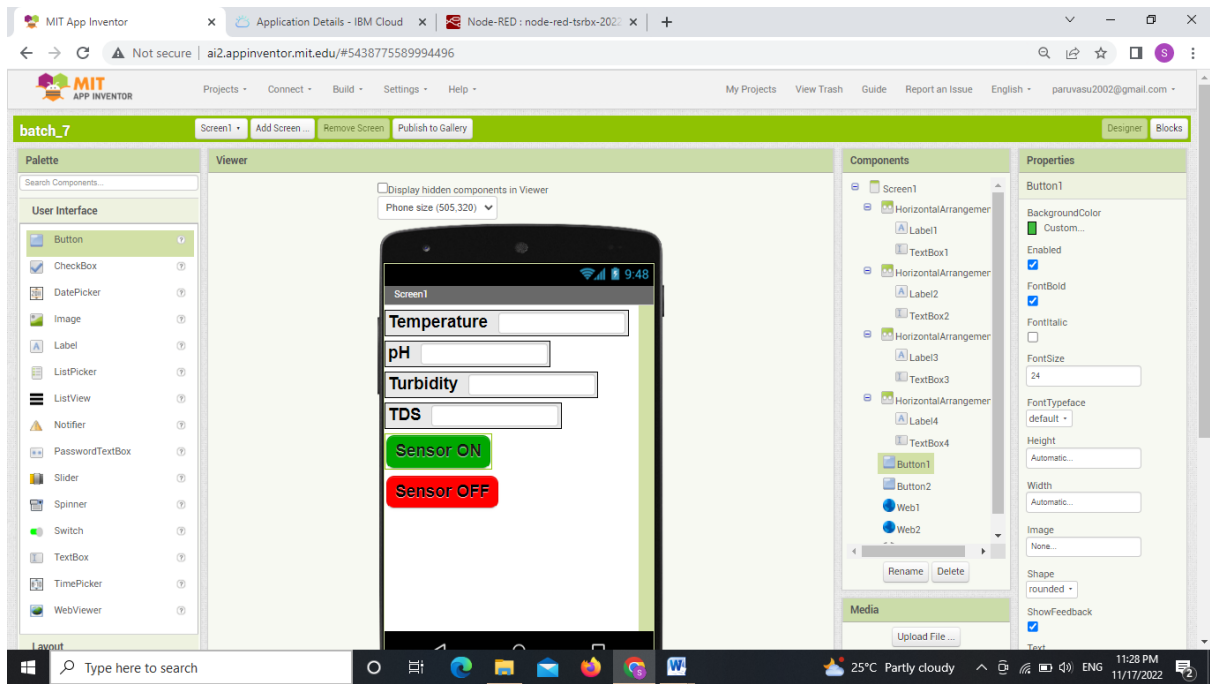 MIT App Inventor
Application Details - IBM Cloud
Node-RED : node-red-tsrbx-2022
Not secure
ai2.appinventor.mit.edu/#5438775589994496
S
MIT
APP INVENTOR
Projects Connect Build Settings Help
My Projects View Trash Guide Report an Issue English paruvasu2002@gmail.com
batch_7
Screen1 Add Screen ... Remove Screen Publish to Gallery
Designer Blocks
Palette
Search Components...
User Interface
Button
CheckBox
DatePicker
Image
Label
ListPicker
ListView
Notifier
PasswordTextBox
Slider
Spinner
Switch
TextBox
TimePicker
WebViewer
Layout
Viewer
Display hidden components in Viewer
Phone size (505,320)
9:48
Screen1
Temperature
pH
Turbidity
TDS
Sensor ON
Sensor OFF
Components
Screen1
HorizontalArrangemer
Label1
TextBox1
HorizontalArrangemer
Label2
TextBox2
HorizontalArrangemer
Label3
TextBox3
HorizontalArrangemer
Label4
TextBox4
Button1
Button2
Web1
Web2
Rename Delete
Media
Upload File ...
Properties
Button1
BackgroundColor
Custom...
Enabled
FontBold
FontItalic
FontSize
24
FontTypeface
default
Height
Automatic...
Width
Automatic...
Image
None...
Shape
rounded
ShowFeedback
Text
Type here to search
25°C Partly cloudy
ENG
11:28 PM
11/17/2022
2